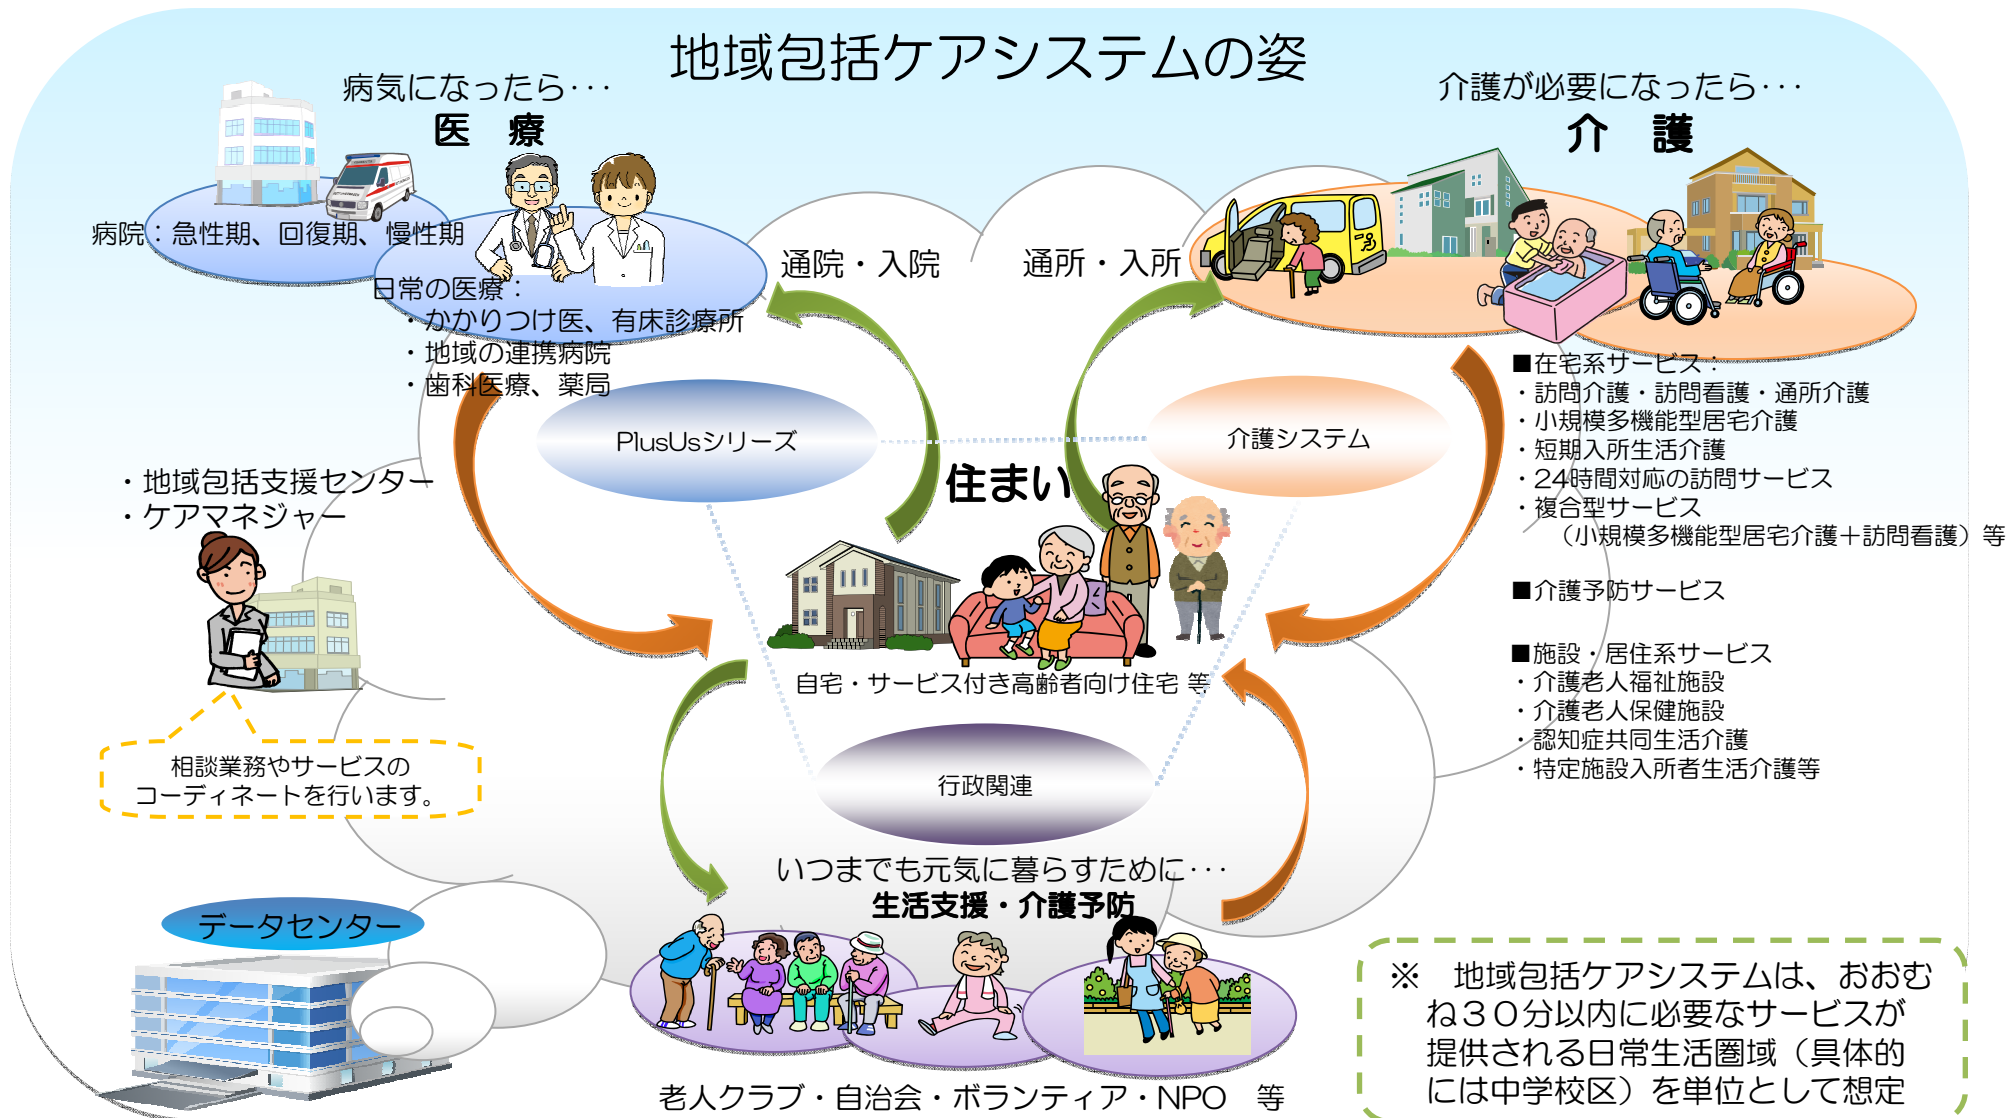 地域包括ケアシステムの姿
病気になったら･･･
医　療
病院：急性期、回復期、慢性期
日常の医療：
・かかりつけ医、有床診療所
・地域の連携病院
・歯科医療、薬局
通院・入院
通所・入所
介護が必要になったら･･･
介　護
■在宅系サービス：
・訪問介護・訪問看護・通所介護
・小規模多機能型居宅介護
・短期入所生活介護
・24時間対応の訪問サービス
・複合型サービス
（小規模多機能型居宅介護＋訪問看護）等
■介護予防サービス
■施設・居住系サービス
・介護老人福祉施設
・介護老人保健施設
・認知症共同生活介護
・特定施設入所者生活介護等
PlusUsシリーズ
介護システム
住まい
自宅・サービス付き高齢者向け住宅 等
行政関連
・地域包括支援センター
・ケアマネジャー
相談業務やサービスの
コーディネートを行います。
データセンター
いつまでも元気に暮らすために･･･
生活支援・介護予防
老人クラブ・自治会・ボランティア・NPO　等
※　地域包括ケアシステムは、おおむ
ね３０分以内に必要なサービスが
提供される日常生活圏域（具体的
には中学校区）を単位として想定